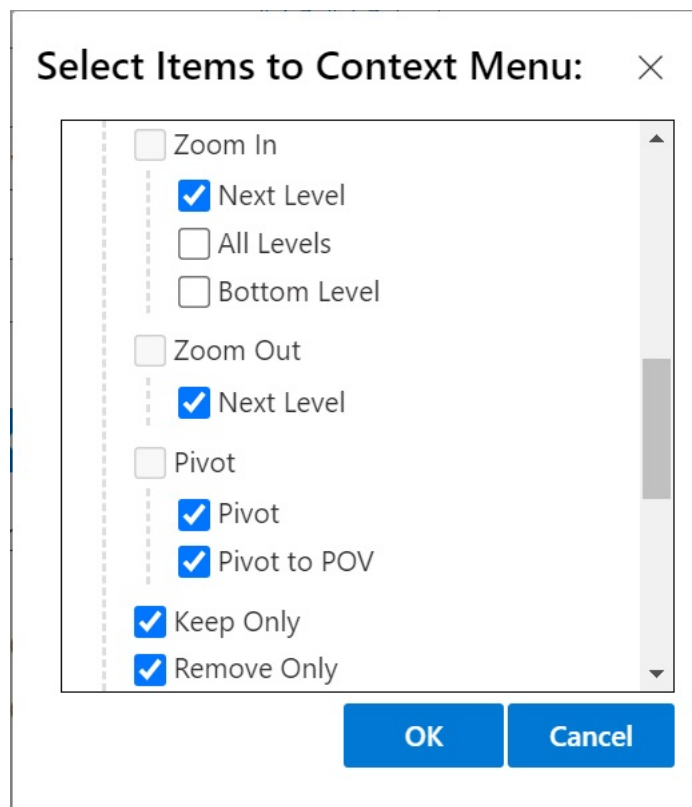 Select Items to Context Menu:
Zoom In
Next Level
All Levels
Bottom Level
Zoom Out
Next Level
Pivot
Pivot
Pivot to POV
Keep Only
Remove Only
OK Cancel